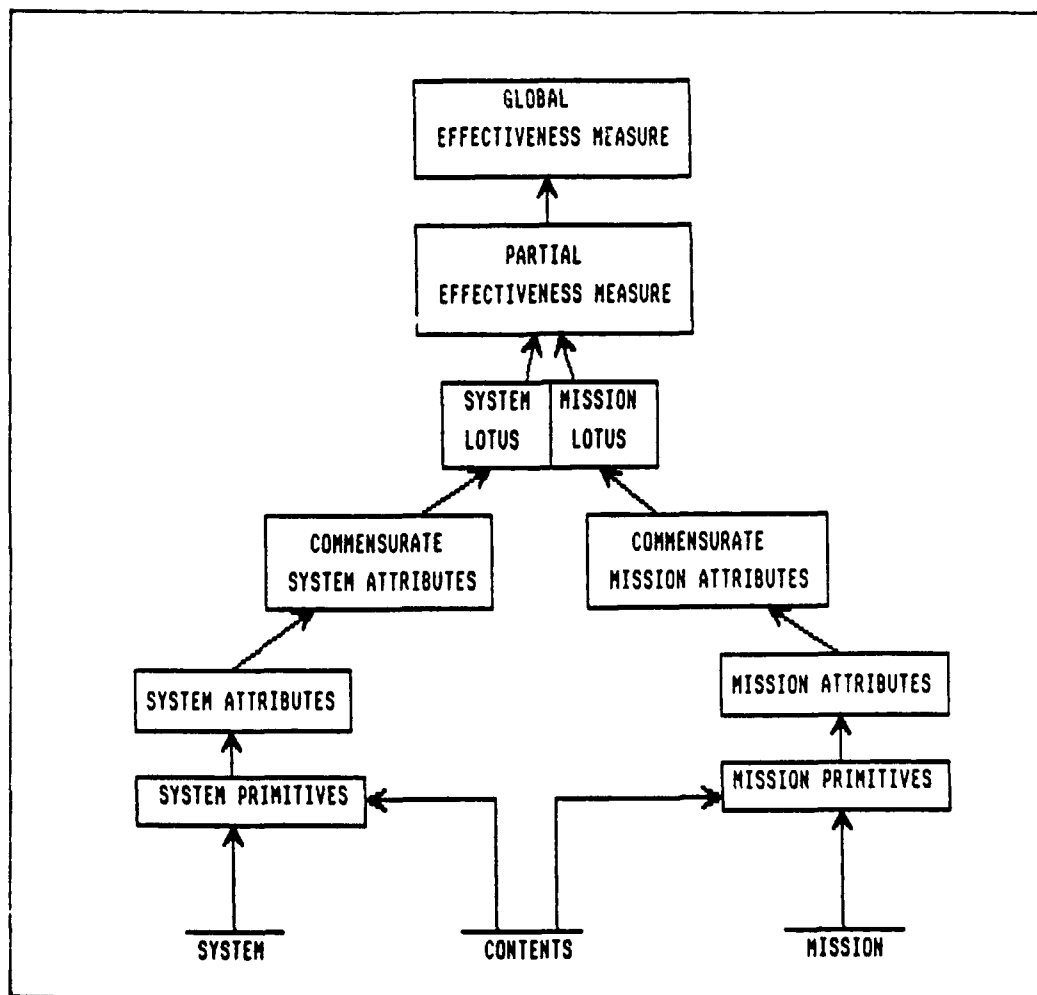 GLOBAL
EFFECTIVENESS MEASURE
PARTIAL
EFFECTIVENESS MEASURE
SYSTEM
LOTUS
MISSION
LOTUS
COMMENSURATE
SYSTEM ATTRIBUTES
COMMENSURATE
MISSION ATTRIBUTES
SYSTEM ATTRIBUTES
MISSION ATTRIBUTES
SYSTEM PRIMITIVES
MISSION PRIMITIVES
SYSTEM
CONTENTS
MISSION